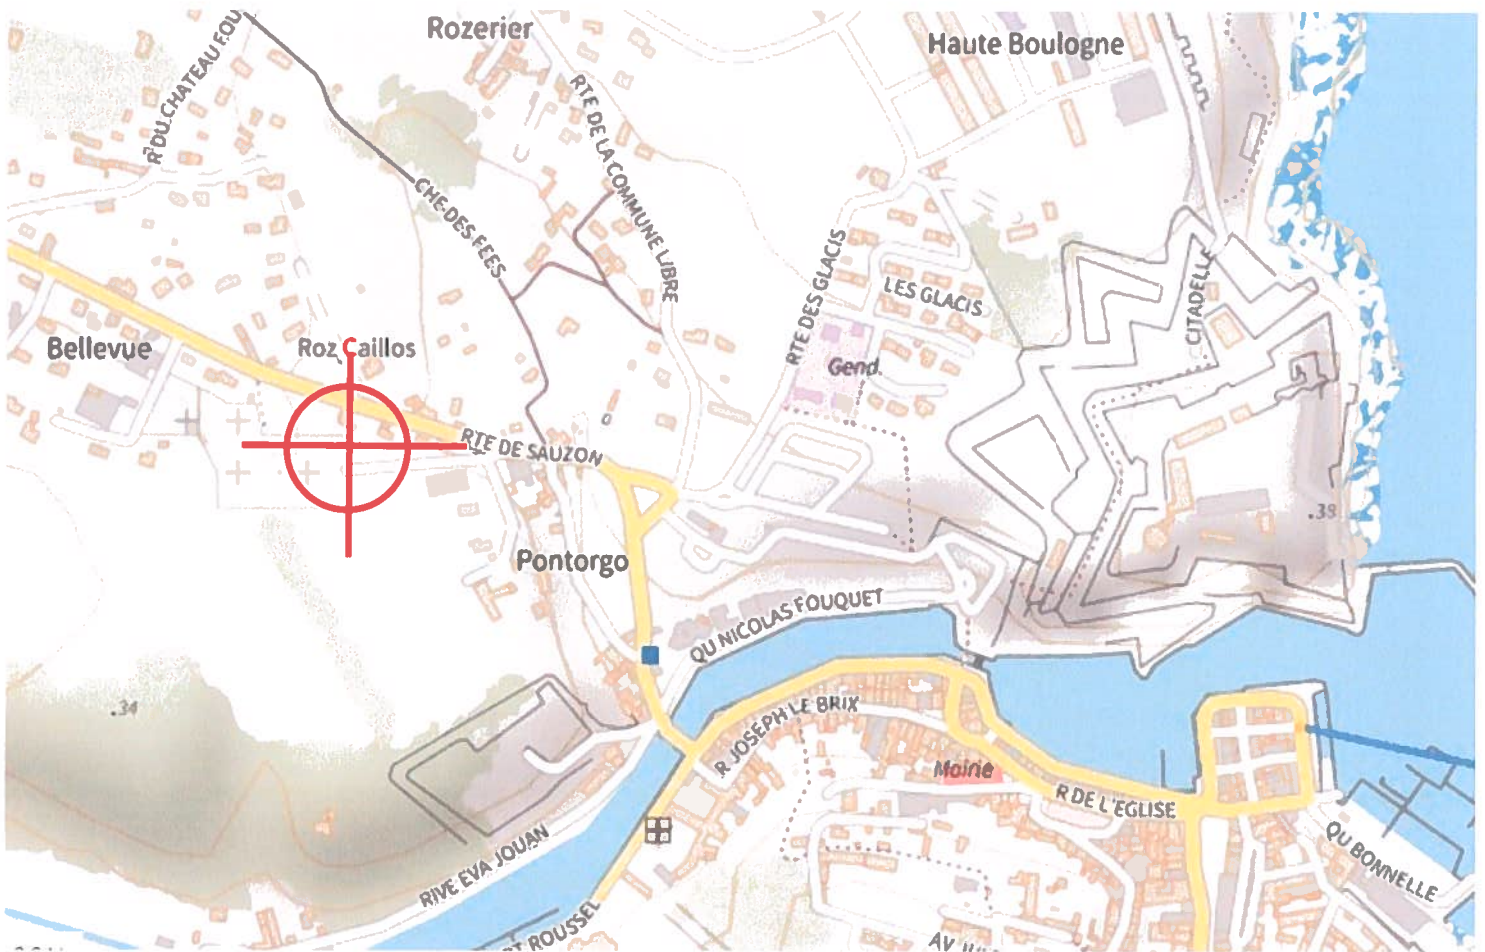 Rozerier
Haute Boulogne
R DU CHATEAU FOU
RTE DE LA COMMUNE LIBRE
CHE DES FEES
RTE DES GLACIS
LES GLACIS
CITADELLE
Bellevue
Roz Caillos
Gend.
RTE DE SAUZON
Pontorgo
QU NICOLAS FOUQUET
.34
R JOSEPH LE BRIX
Mairie
R DE L'EGLISE
RIVE EVA JOUAN
QU BONNELLE
ROUSSEL
AV